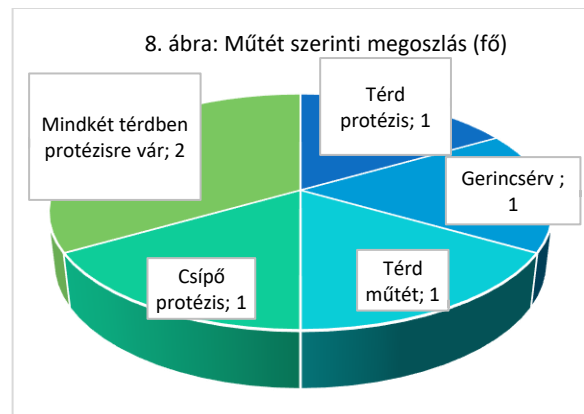 8. ábra: Műtét szerinti megoszlás (fő)
Térd
protézis; 1
Gerincsérv ;
1
Térd
műtét; 1
Csípő
protézis; 1
Mindkét térdben
protézisre vár; 2